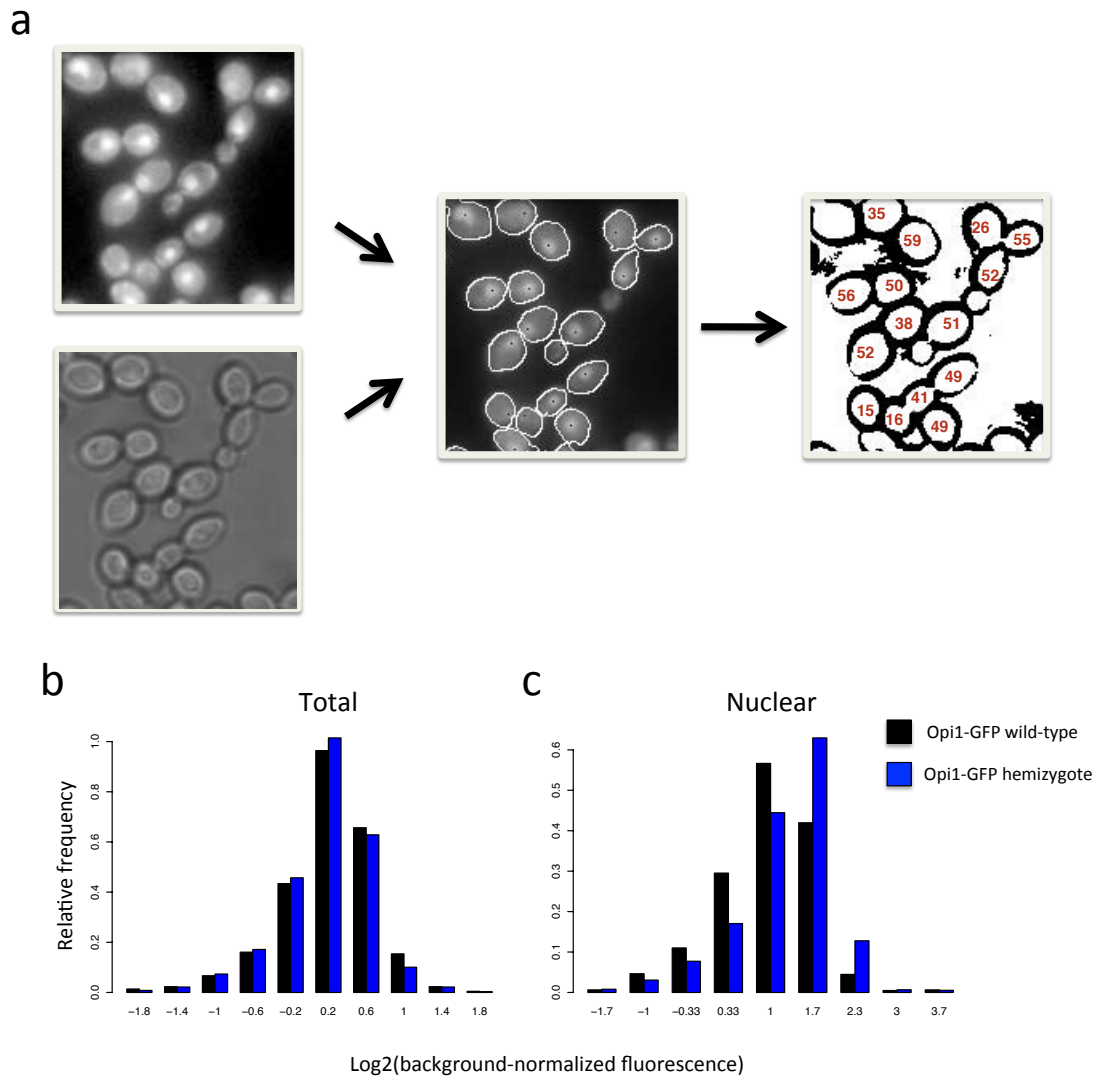 a
35
59
26
55
52
50
56
38
51
52
49
41
15
16
49
b
c
Total
Nuclear
Opi1-GFP wild-type
Opi1-GFP hemizygote
Relative frequency
1.0
0.8
0.6
0.4
0.2
0.0
−1.8 −1.4 −1 −0.6 −0.2 0.2 0.6 1 1.4 1.8
0.6
0.5
0.4
0.3
0.2
0.1
0.0
−1.7 −1 −0.33 0.33 1 1.7 2.3 3 3.7
Log2(background-normalized fluorescence)